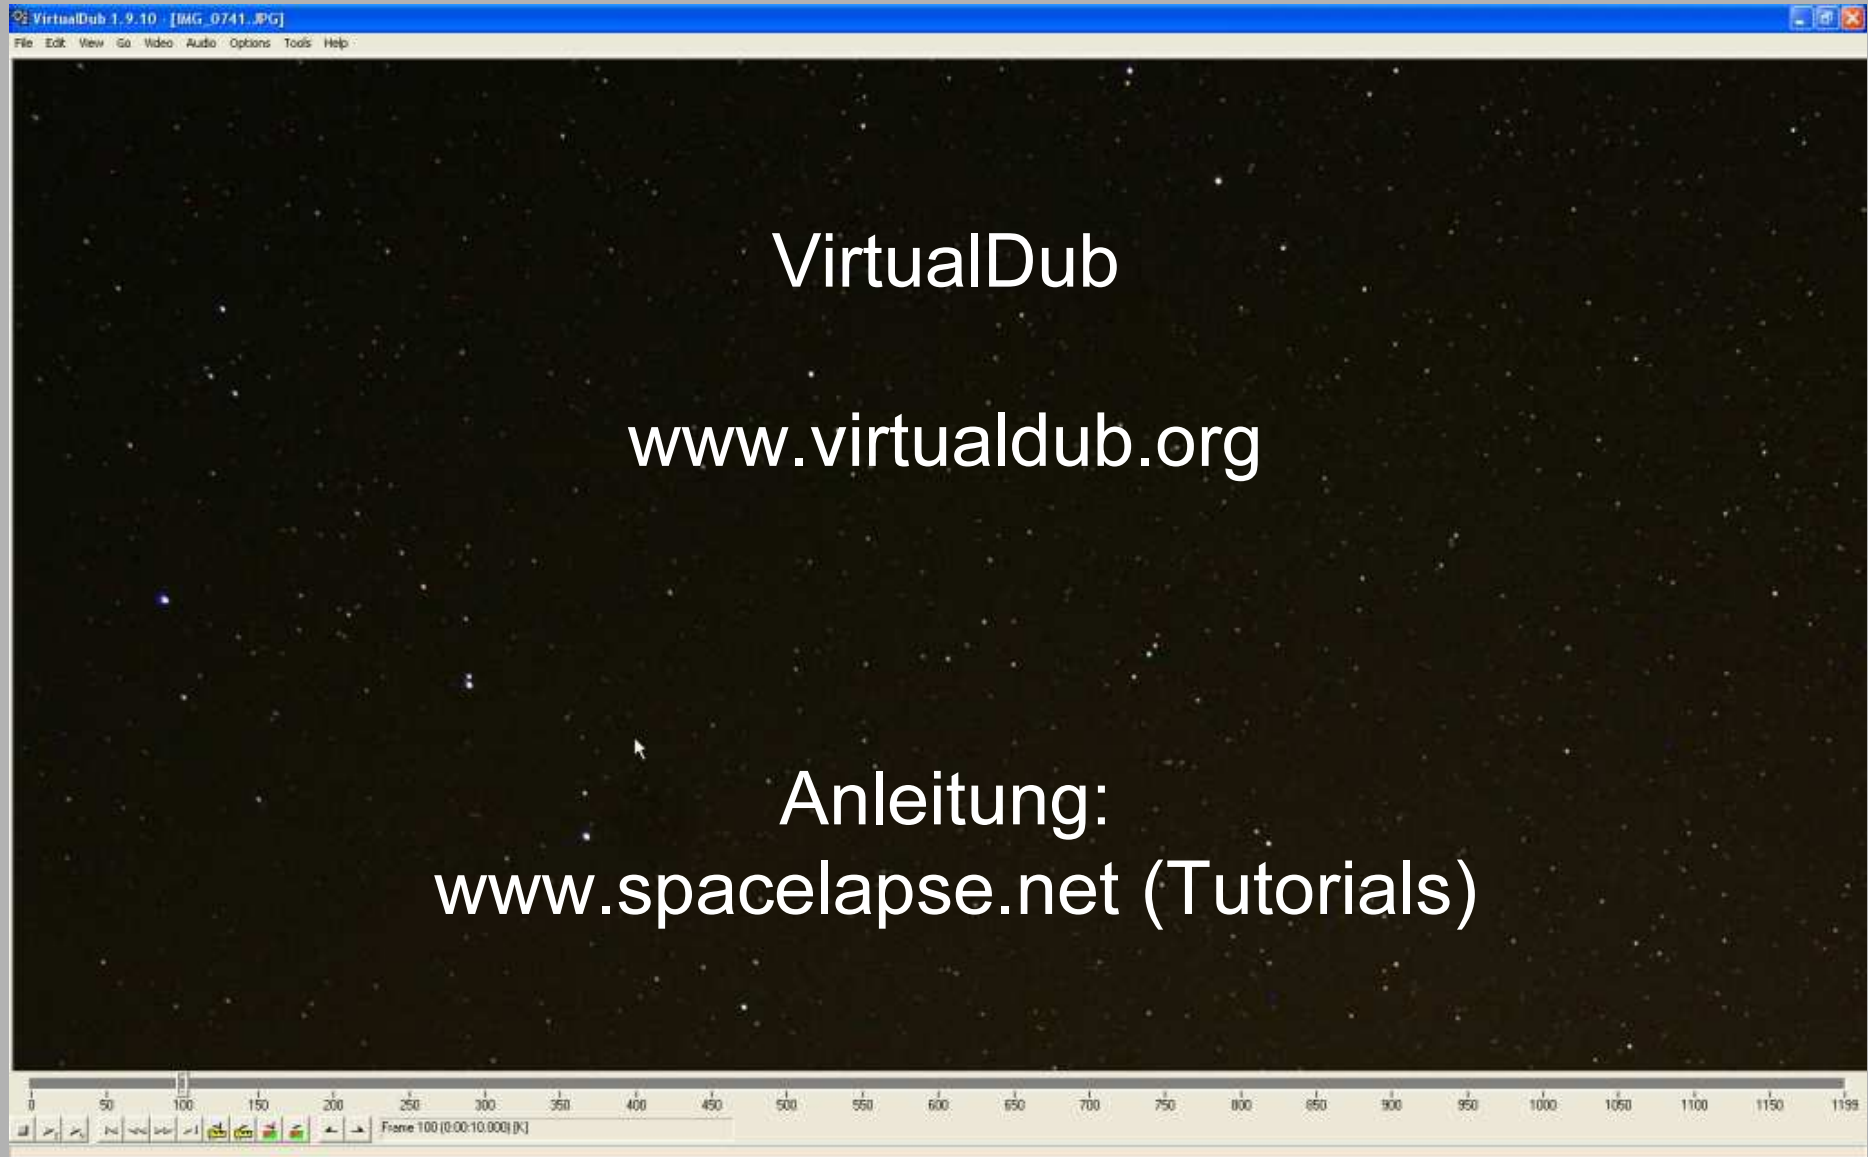 VirtualDub 1.9.10 - [IMG_0741.JPG]
File Edit View Go Video Audio Options Tools Help
VirtualDub
www.virtualdub.org
Anleitung:
www.spacelapse.net (Tutorials)
0 50 100 150 200 250 300 350 400 450 500 550 600 650 700 750 800 850 900 950 1000 1050 1100 1150 1199
Frame 100 (0:00:10.000) [K]